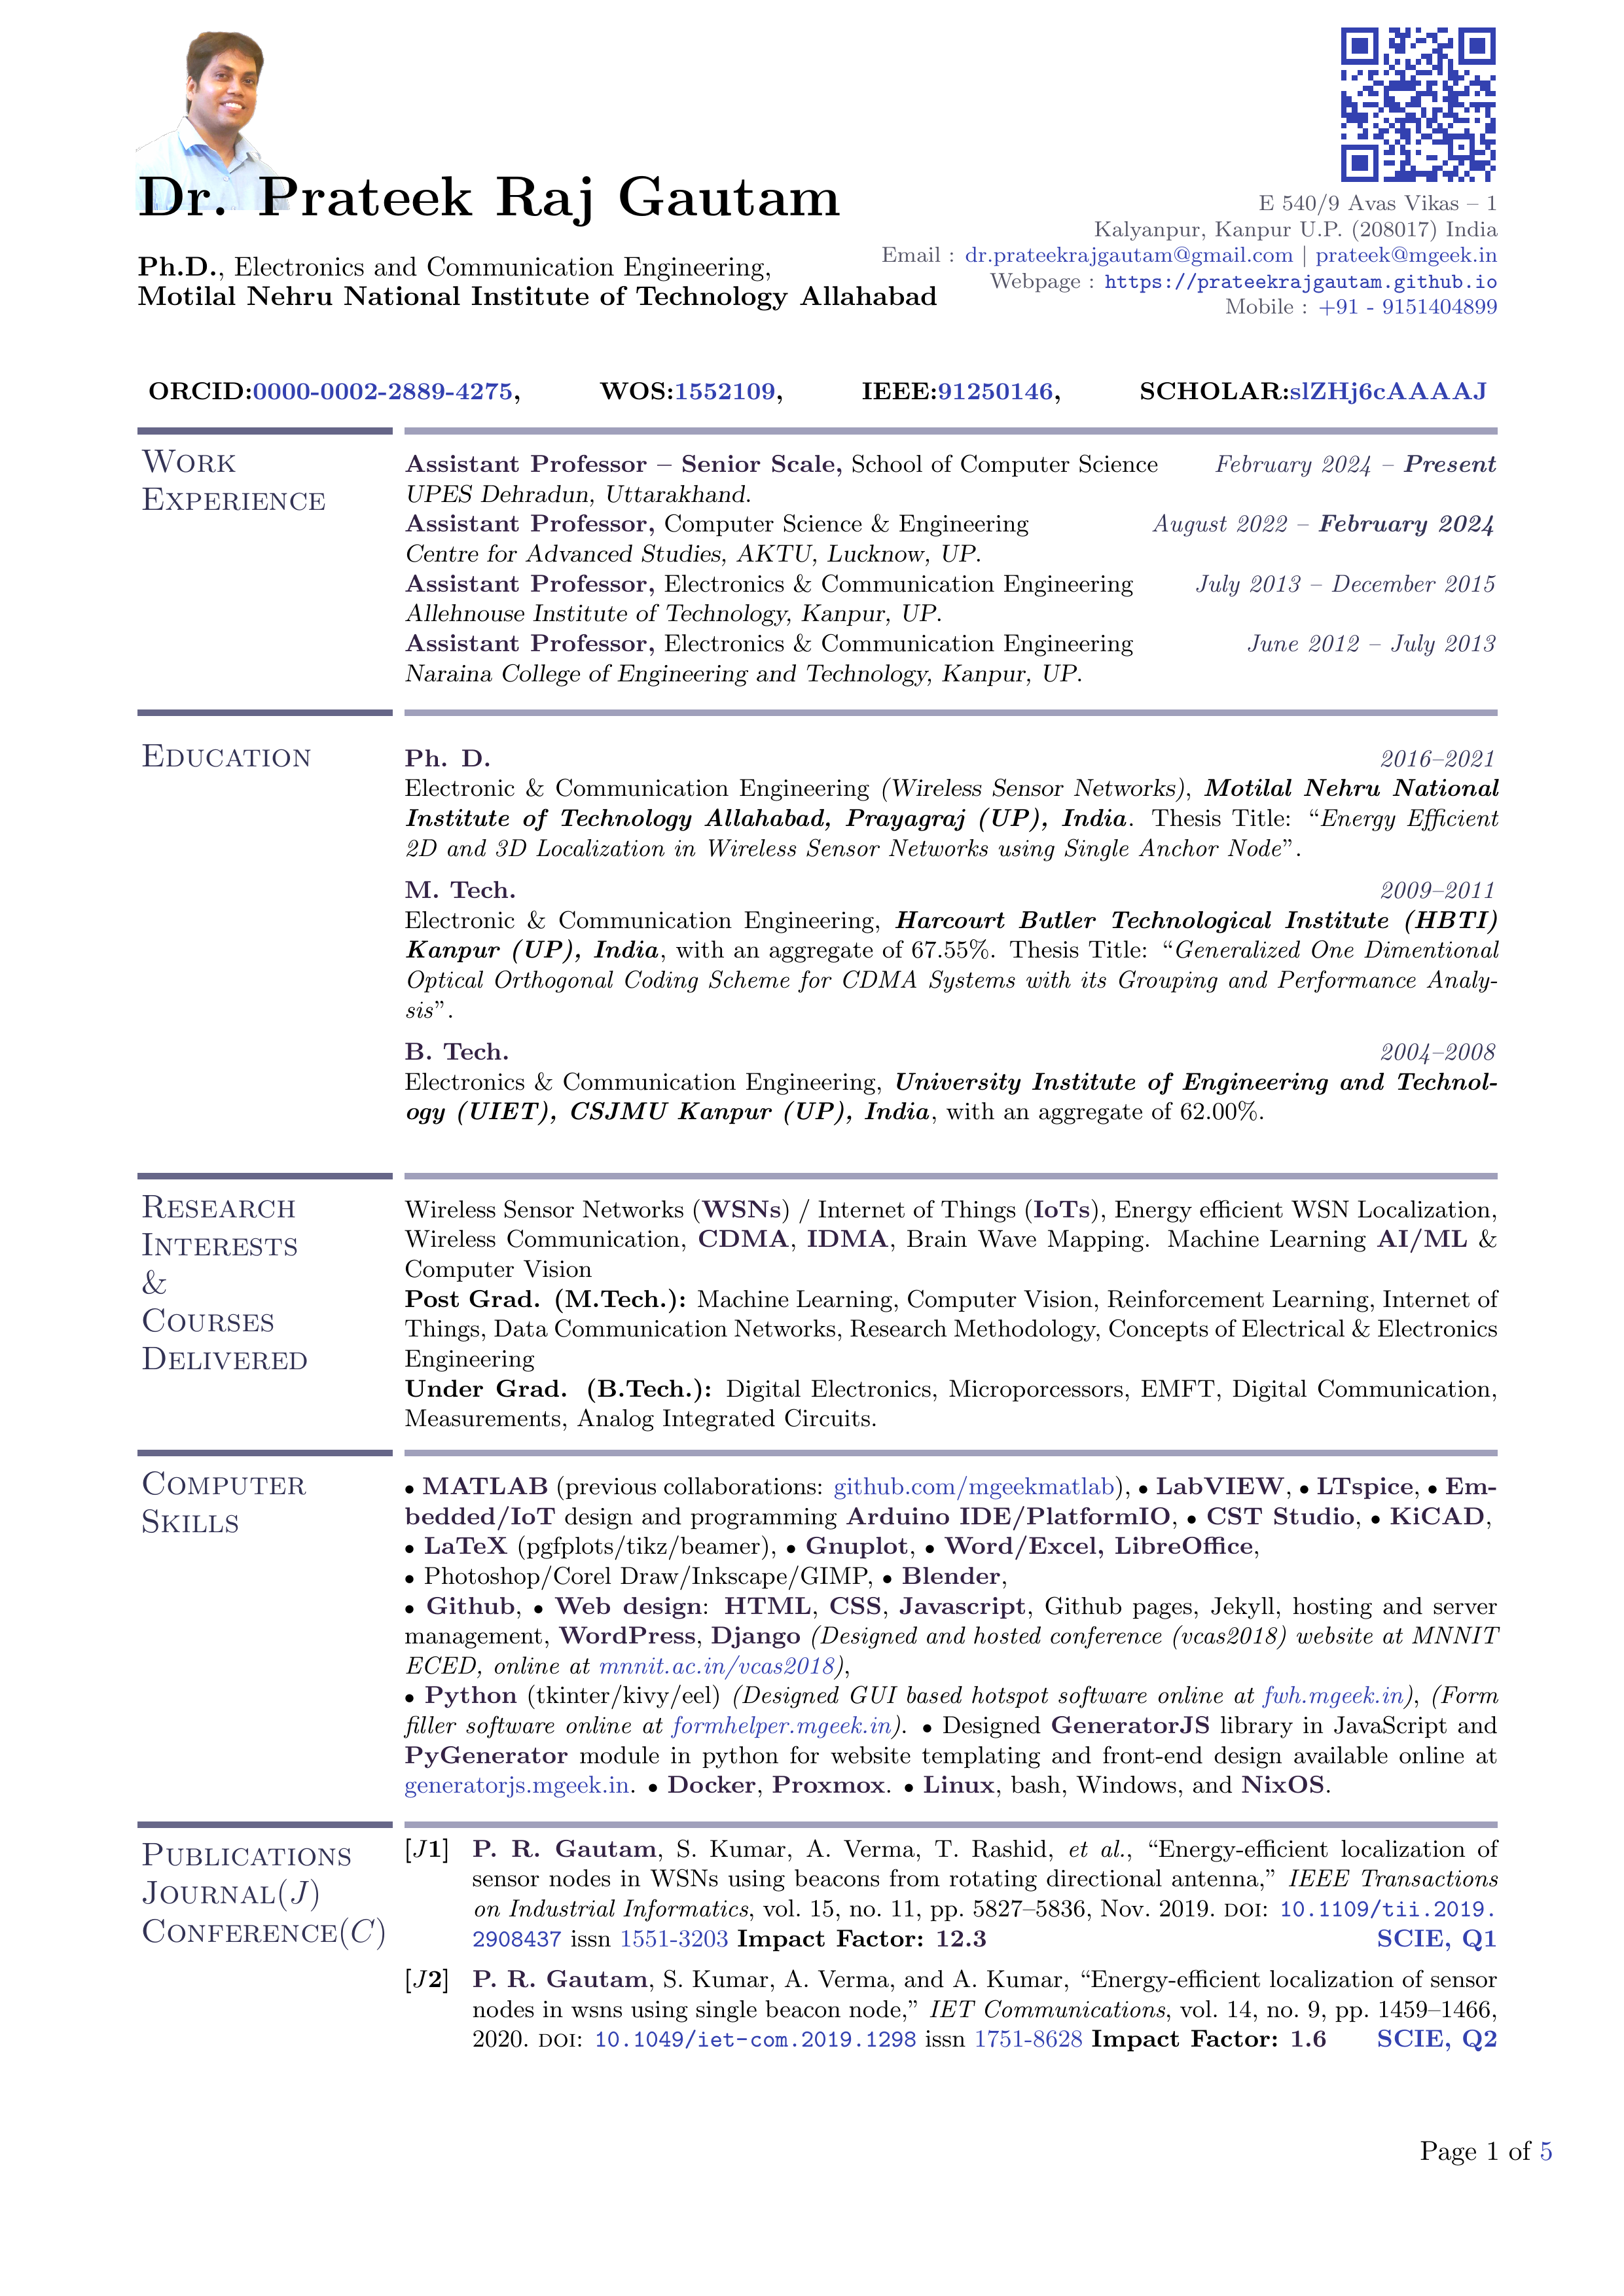 Dr. Prateek Raj Gautam
Ph.D., Electronics and Communication Engineering,
Motilal Nehru National Institute of Technology Allahabad
E 540/9 Avas Vikas – 1
Kalyanpur, Kanpur U.P. (208017) India
Email : dr.prateekrajgautam@gmail.com | prateek@mgeek.in
Webpage : https://prateekrajgautam.github.io
Mobile : +91 - 9151404899
ORCID:0000-0002-2889-4275, WOS:1552109, IEEE:91250146, SCHOLAR:slZHj6cAAAAJ
Work
Experience
Assistant Professor – Senior Scale, School of Computer Science February 2024 – Present
UPES Dehradun, Uttarakhand.
Assistant Professor, Computer Science & Engineering August 2022 – February 2024
Centre for Advanced Studies, AKTU, Lucknow, UP.
Assistant Professor, Electronics & Communication Engineering July 2013 – December 2015
Allehnouse Institute of Technology, Kanpur, UP.
Assistant Professor, Electronics & Communication Engineering June 2012 – July 2013
Naraina College of Engineering and Technology, Kanpur, UP.
Education
Ph. D. 2016–2021
Electronic & Communication Engineering (Wireless Sensor Networks), Motilal Nehru National
Institute of Technology Allahabad, Prayagraj (UP), India. Thesis Title: “Energy Efficient
2D and 3D Localization in Wireless Sensor Networks using Single Anchor Node”.
M. Tech. 2009–2011
Electronic & Communication Engineering, Harcourt Butler Technological Institute (HBTI)
Kanpur (UP), India, with an aggregate of 67.55%. Thesis Title: “Generalized One Dimentional
Optical Orthogonal Coding Scheme for CDMA Systems with its Grouping and Performance Analy-
sis”.
B. Tech. 2004–2008
Electronics & Communication Engineering, University Institute of Engineering and Technol-
ogy (UIET), CSJMU Kanpur (UP), India, with an aggregate of 62.00%.
Research
Interests
&
Courses
Delivered
Wireless Sensor Networks (WSNs) / Internet of Things (IoTs), Energy efficient WSN Localization,
Wireless Communication, CDMA, IDMA, Brain Wave Mapping. Machine Learning AI/ML &
Computer Vision
Post Grad. (M.Tech.): Machine Learning, Computer Vision, Reinforcement Learning, Internet of
Things, Data Communication Networks, Research Methodology, Concepts of Electrical & Electronics
Engineering
Under Grad. (B.Tech.): Digital Electronics, Microporcessors, EMFT, Digital Communication,
Measurements, Analog Integrated Circuits.
Computer
Skills
• MATLAB (previous collaborations: github.com/mgeekmatlab), • LabVIEW, • LTspice, • Em-
bedded/IoT design and programming Arduino IDE/PlatformIO, • CST Studio, • KiCAD,
• LaTeX (pgfplots/tikz/beamer), • Gnuplot, • Word/Excel, LibreOffice,
• Photoshop/Corel Draw/Inkscape/GIMP, • Blender,
• Github, • Web design: HTML, CSS, Javascript, Github pages, Jekyll, hosting and server
management, WordPress, Django (Designed and hosted conference (vcas2018) website at MNNIT
ECED, online at mnnit.ac.in/vcas2018),
• Python (tkinter/kivy/eel) (Designed GUI based hotspot software online at fwh.mgeek.in), (Form
filler software online at formhelper.mgeek.in). • Designed GeneratorJS library in JavaScript and
PyGenerator module in python for website templating and front-end design available online at
generatorjs.mgeek.in. • Docker, Proxmox. • Linux, bash, Windows, and NixOS.
Publications
Journal(J)
Conference(C)
[J1] P. R. Gautam, S. Kumar, A. Verma, T. Rashid, et al., “Energy-efficient localization of
sensor nodes in WSNs using beacons from rotating directional antenna,” IEEE Transactions
on Industrial Informatics, vol. 15, no. 11, pp. 5827–5836, Nov. 2019. doi: 10.1109/tii.2019.
2908437 issn 1551-3203 Impact Factor: 12.3 SCIE, Q1
[J2] P. R. Gautam, S. Kumar, A. Verma, and A. Kumar, “Energy-efficient localization of sensor
nodes in wsns using single beacon node,” IET Communications, vol. 14, no. 9, pp. 1459–1466,
2020. doi: 10.1049/iet-com.2019.1298 issn 1751-8628 Impact Factor: 1.6 SCIE, Q2
Page 1 of 5